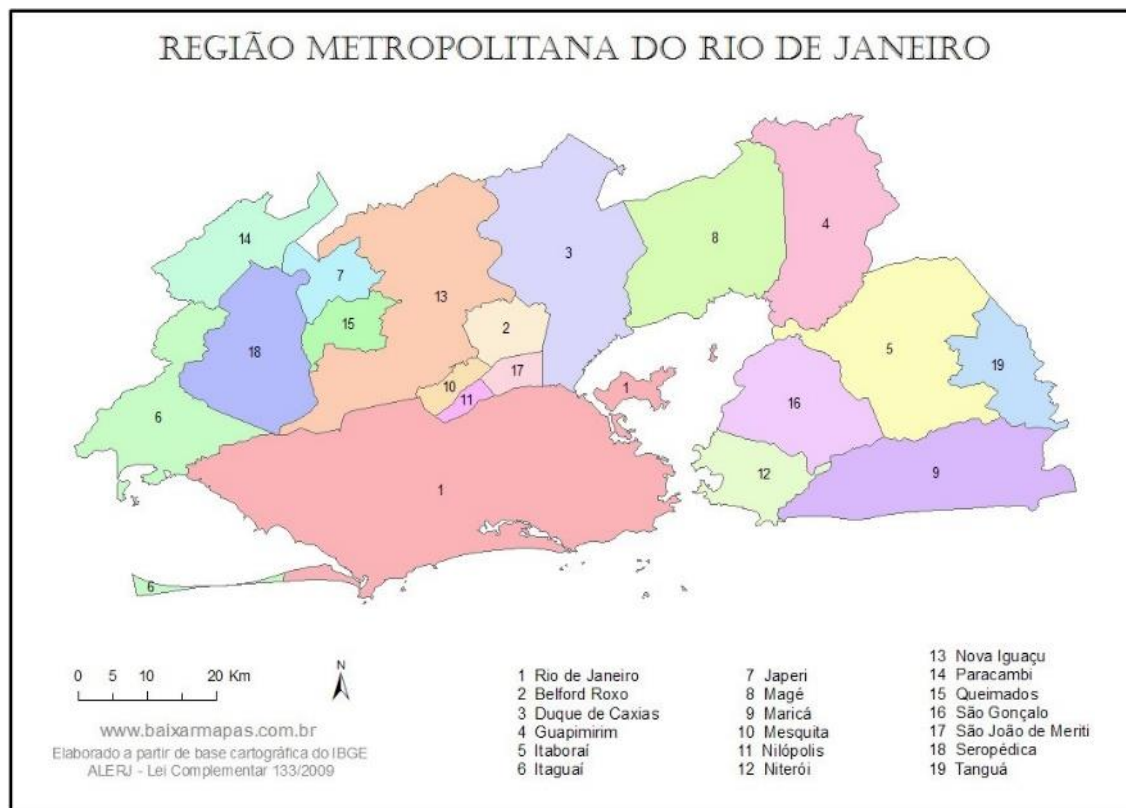 REGIÃO METROPOLITANA DO RIO DE JANEIRO
14
7
13
3
8
4
15
2
18
10
17
11
1
5
19
6
16
12
9
1
6
0 5 10 20 Km
N
www.baixarmapas.com.br
Elaborado a partir de base cartográfica do IBGE
ALERJ - Lei Complementar 133/2009
1 Rio de Janeiro
2 Belford Roxo
3 Duque de Caxias
4 Guapimirim
5 Itaboraí
6 Itaguaí
7 Japeri
8 Magé
9 Maricá
10 Mesquita
11 Nilópolis
12 Niterói
13 Nova Iguaçu
14 Paracambi
15 Queimados
16 São Gonçalo
17 São João de Meriti
18 Seropédica
19 Tanguá